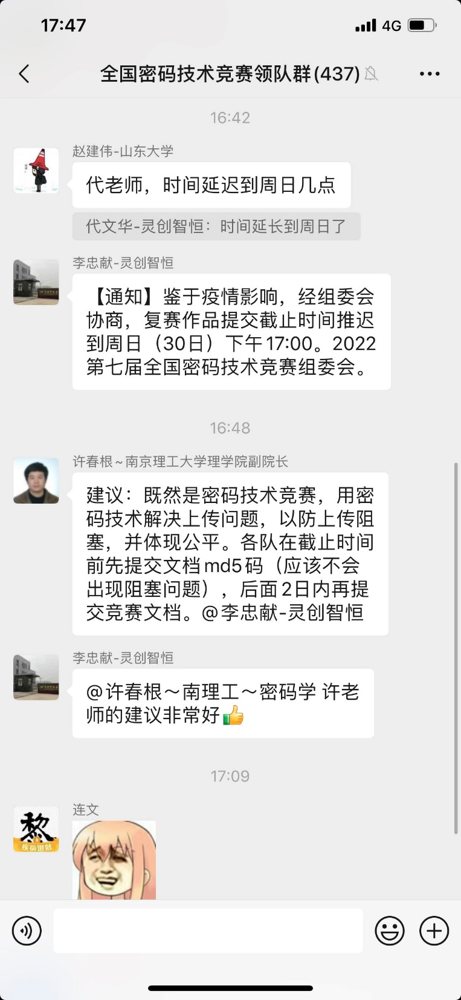 17:47
4G
全国密码技术竞赛领队群(437)
16:42
赵建伟-山东大学
代老师，时间延迟到周日几点
代文华-灵创智恒：时间延长到周日了
李忠献-灵创智恒
【通知】鉴于疫情影响，经组委会
协商，复赛作品提交截止时间推迟
到周日（30日）下午17:00。2022
第七届全国密码技术竞赛组委会。
16:48
许春根~南京理工大学理学院副院长
建议：既然是密码技术竞赛，用密
码技术解决上传问题，以防上传阻
塞，并体现公平。各队在截止时间
前先提交文档md5码（应该不会
出现阻塞问题），后面2日内再提
交竞赛文档。@李忠献-灵创智恒
李忠献-灵创智恒
@许春根～南理工～密码学 许老
师的建议非常好
17:09
连文
黎
疾病退散